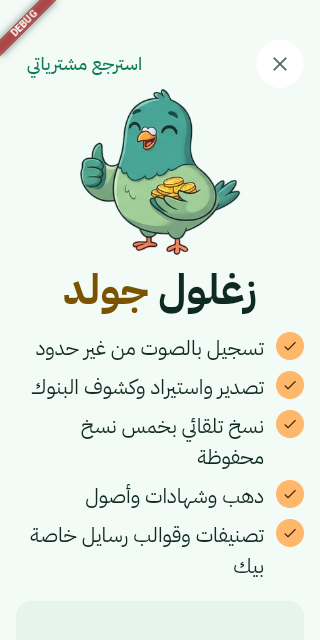 DEBUG
استرجع مشترياتي
زغلول جولد
تسجيل بالصوت من غير حدود
تصدير واستيراد وكشوف البنوك
نسخ تلقائي بخمس نسخ
محفوظة
دهب وشهادات وأصول
تصنيفات وقوالب رسايل خاصة
بيك